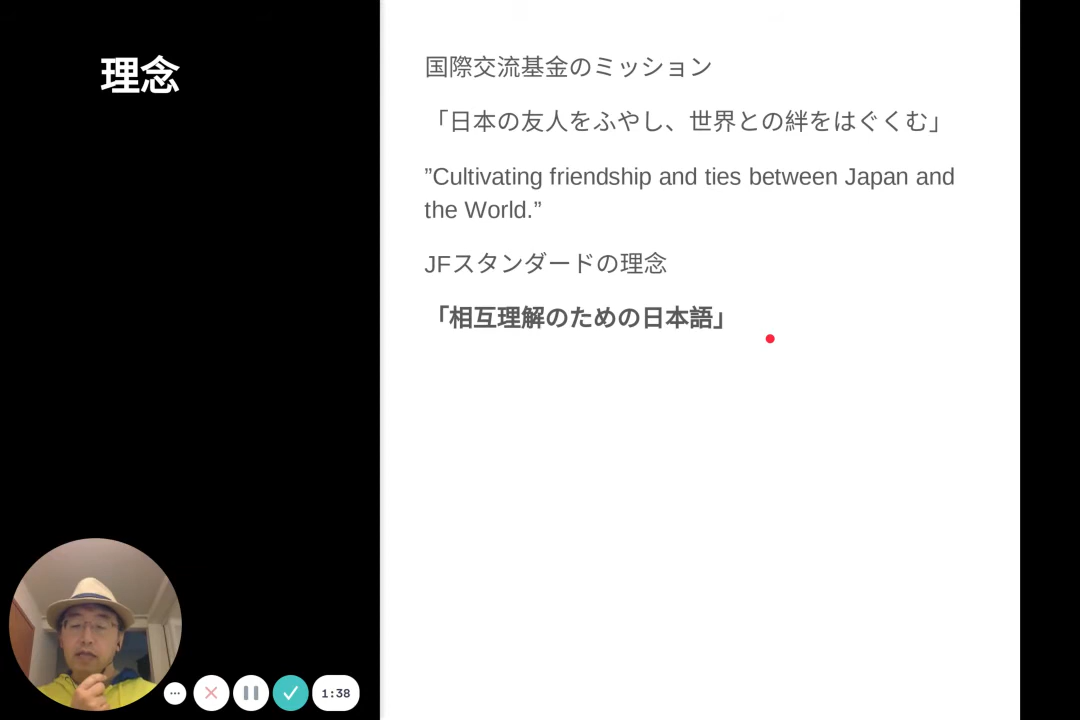 理念
国際交流基金のミッション
「日本の友人をふやし、世界との絆をはぐくむ」
”Cultivating friendship and ties between Japan and
the World.”
JFスタンダードの理念
「相互理解のための日本語」
1:38